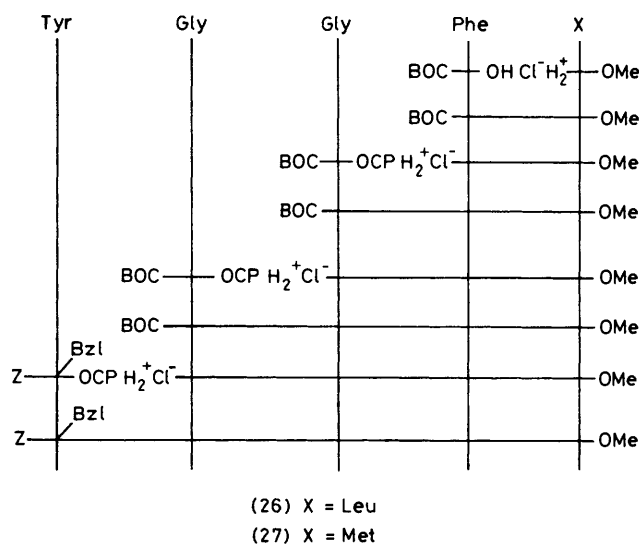 Tyr Gly Gly Phe X
BOC OH Cl⁻H₂⁺ OMe
BOC OMe
BOC OCP H₂⁺Cl⁻ OMe
BOC OMe
BOC OCP H₂⁺Cl⁻ OMe
BOC OMe
Bzl
Z OCP H₂⁺Cl⁻ OMe
Bzl
Z OMe
(26) X = Leu
(27) X = Met